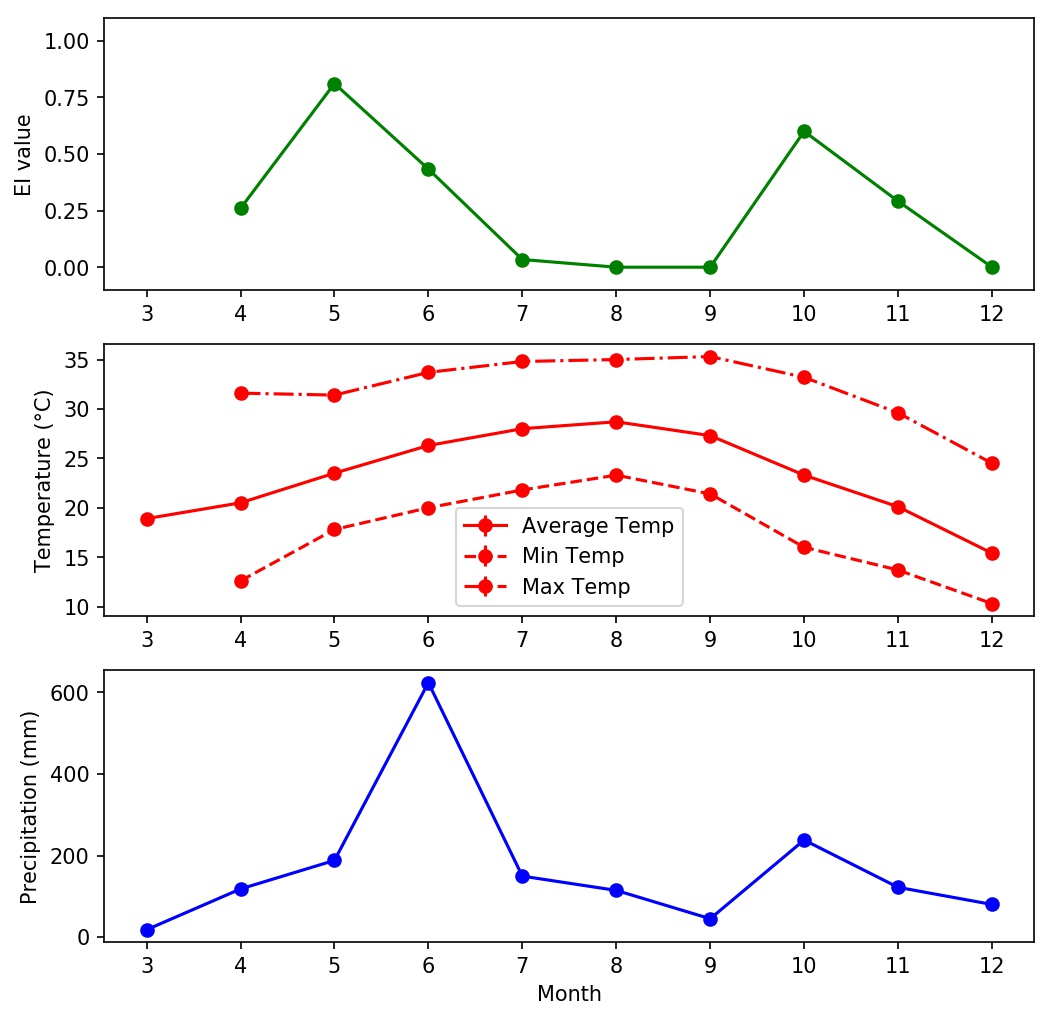 1.00
0.75
0.50
0.25
0.00
EI value
3 4 5 6 7 8 9 10 11 12
35
30
25
20
15
10
Temperature (°C)
Average Temp
Min Temp
Max Temp
3 4 5 6 7 8 9 10 11 12
600
400
200
0
Precipitation (mm)
3 4 5 6 7 8 9 10 11 12
Month